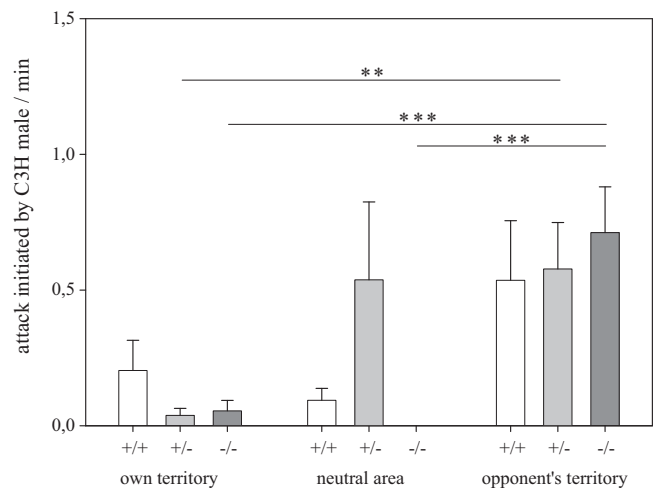 attack initiated by C3H male / min
1,5
1,0
0,5
0,0
**
***
***
+/+ +/- -/- +/+ +/- -/- +/+ +/- -/-
own territory neutral area opponent's territory